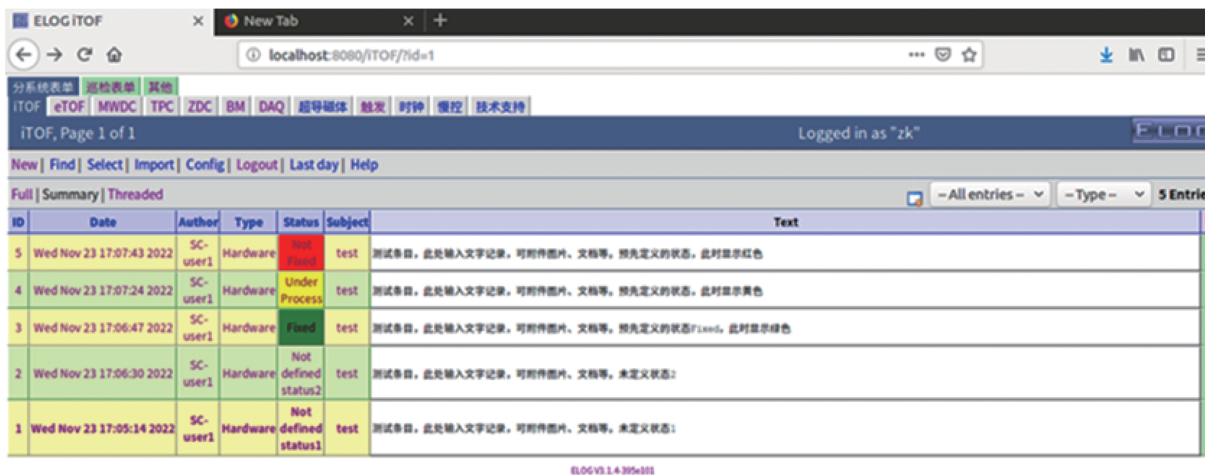 ELOG iTOF × New Tab × +
localhost:8080/iTOF/?id=1
分系统表单 巡检表单 其他
iTOF eTOF MWDC TPC ZDC BM DAQ 超导磁体 触发 时钟 慢控 技术支持
iTOF, Page 1 of 1 Logged in as "zk"
New | Find | Select | Import | Config | Logout | Last day | Help
Full | Summary | Threaded -- All entries -- -- Type -- 5 Entrie
ID Date Author Type Status Subject Text
5 Wed Nov 23 17:07:43 2022 SC-user1 Hardware Not Fixed test 测试条目，此处输入文字记录，可附件图片、文档等。预先定义的状态，此时显示红色
4 Wed Nov 23 17:07:24 2022 SC-user1 Hardware Under Process test 测试条目，此处输入文字记录，可附件图片、文档等。预先定义的状态，此时显示黄色
3 Wed Nov 23 17:06:47 2022 SC-user1 Hardware Fixed test 测试条目，此处输入文字记录，可附件图片、文档等。预先定义的状态Fixed，此时显示绿色
2 Wed Nov 23 17:06:30 2022 SC-user1 Hardware Not defined status2 test 测试条目，此处输入文字记录，可附件图片、文档等。未定义状态2
1 Wed Nov 23 17:05:14 2022 SC-user1 Hardware Not defined status1 test 测试条目，此处输入文字记录，可附件图片、文档等。未定义状态1
ELOG V3.1.4-395e101